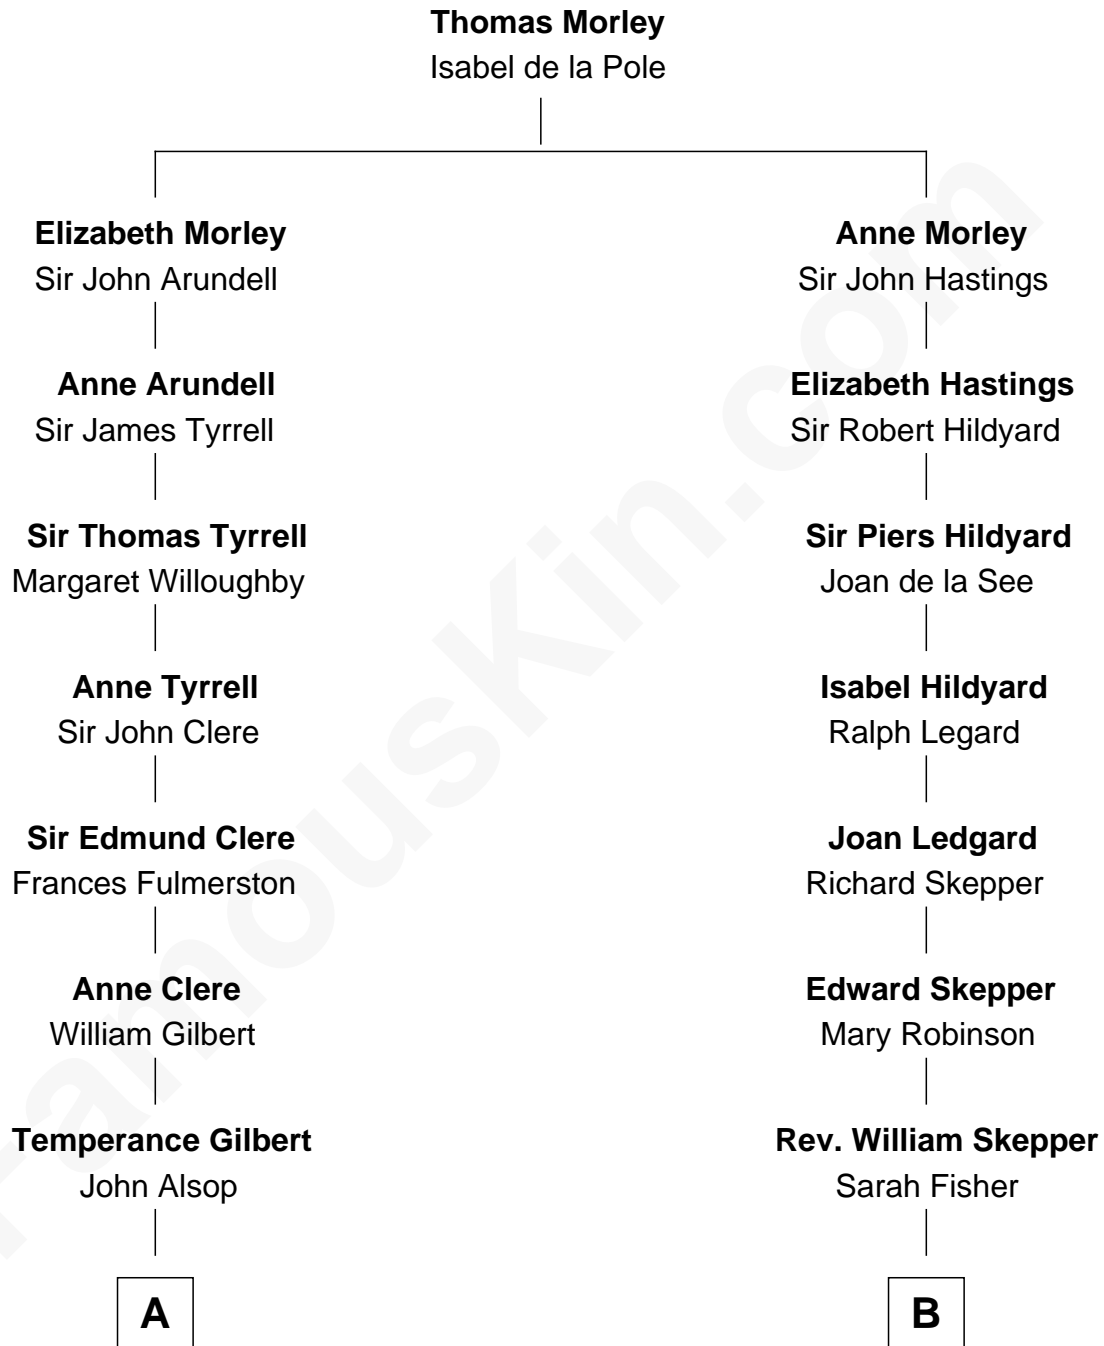 Thomas Morley
Isabel de la Pole
Elizabeth Morley
Sir John Arundell
Anne Morley
Sir John Hastings
Anne Arundell
Sir James Tyrrell
Elizabeth Hastings
Sir Robert Hildyard
Sir Thomas Tyrrell
Margaret Willoughby
Sir Piers Hildyard
Joan de la See
Anne Tyrrell
Sir John Clere
Isabel Hildyard
Ralph Legard
Sir Edmund Clere
Frances Fulmerston
Joan Ledgard
Richard Skepper
Anne Clere
William Gilbert
Edward Skepper
Mary Robinson
Temperance Gilbert
John Alsop
Rev. William Skepper
Sarah Fisher
A
B
FamousKin.com